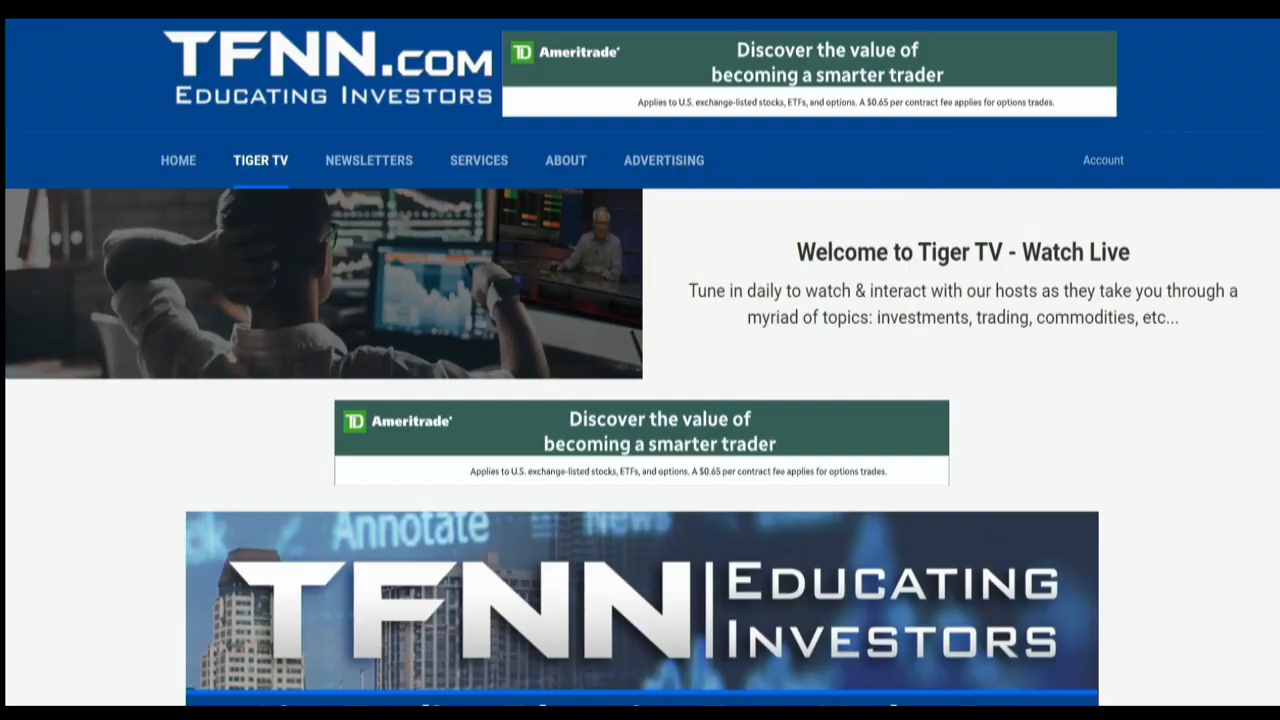 TFNN.COM
EDUCATING INVESTORS
TD Ameritrade
Discover the value of
becoming a smarter trader
Applies to U.S. exchange-listed stocks, ETFs, and options. A $0.65 per contract fee applies for options trades.
HOME TIGER TV NEWSLETTERS SERVICES ABOUT ADVERTISING Account
Welcome to Tiger TV - Watch Live
Tune in daily to watch & interact with our hosts as they take you through a
myriad of topics: investments, trading, commodities, etc...
TD Ameritrade
Discover the value of
becoming a smarter trader
Applies to U.S. exchange-listed stocks, ETFs, and options. A $0.65 per contract fee applies for options trades.
Annotate News
TFNN EDUCATING
INVESTORS